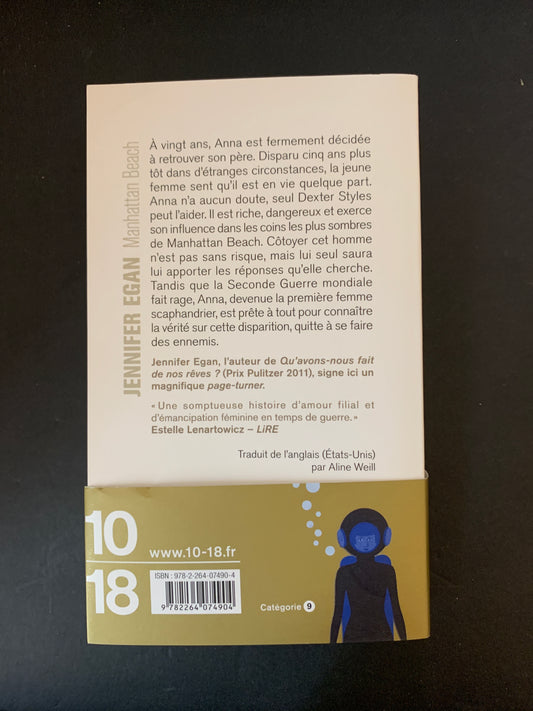 JENNIFER EGAN Manhattan Beach
À vingt ans, Anna est fermement décidée
à retrouver son père. Disparu cinq ans plus
tôt dans d'étranges circonstances, la jeune
femme sent qu'il est en vie quelque part.
Anna n'a aucun doute, seul Dexter Styles
peut l'aider. Il est riche, dangereux et exerce
son influence dans les coins les plus sombres
de Manhattan Beach. Côtoyer cet homme
n'est pas sans risque, mais lui seul saura
lui apporter les réponses qu'elle cherche.
Tandis que la Seconde Guerre mondiale
fait rage, Anna, devenue la première femme
scaphandrier, est prête à tout pour connaître
la vérité sur cette disparition, quitte à se faire
des ennemis.
Jennifer Egan, l'auteur de Qu'avons-nous fait
de nos rêves ? (Prix Pulitzer 2011), signe ici un
magnifique page-turner.
« Une somptueuse histoire d'amour filial et
d'émancipation féminine en temps de guerre. »
Estelle Lenartowicz – LiRE
Traduit de l'anglais (États-Unis)
par Aline Weill
10
18
www.10-18.fr
ISBN : 978-2-264-07490-4
9 782264 074904
Catégorie 9